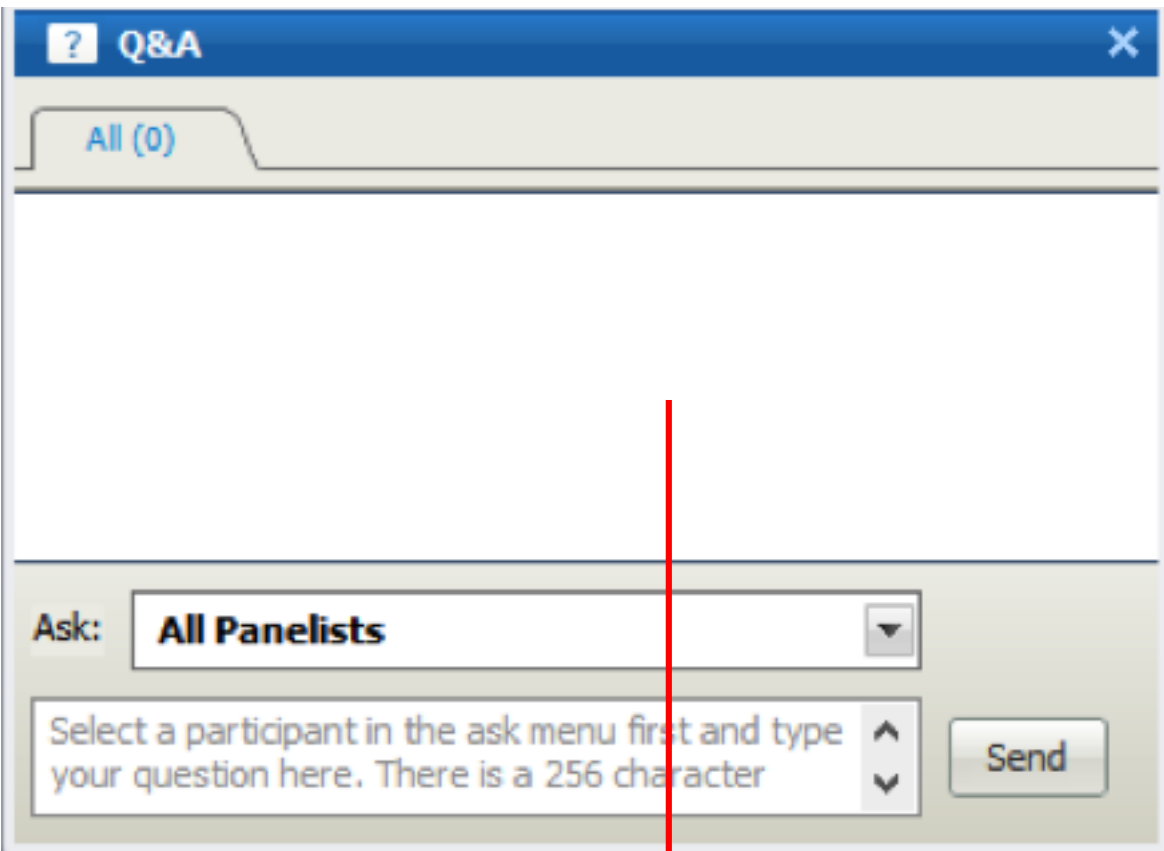 ? Q&A
All (0)
Ask: All Panelists
Select a participant in the ask menu first and type
your question here. There is a 256 character
Send